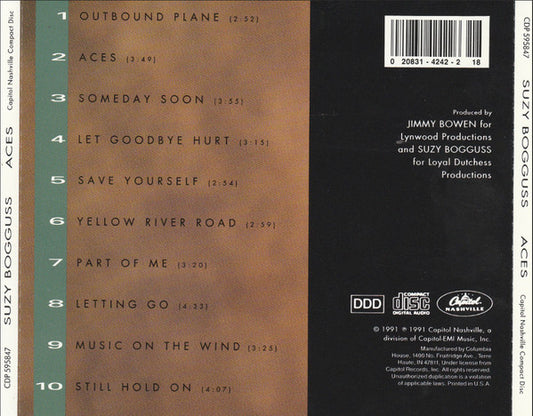 1 OUTBOUND PLANE (2:52)
2 ACES (3:49)
3 SOMEDAY SOON (3:55)
4 LET GOODBYE HURT (3:15)
5 SAVE YOURSELF (2:54)
6 YELLOW RIVER ROAD (2:59)
7 PART OF ME (3:20)
8 LETTING GO (4:33)
9 MUSIC ON THE WIND (3:25)
10 STILL HOLD ON (4:07)
0 20831 - 4242 - 2 18
Produced by
JIMMY BOWEN for
Lynwood Productions
and SUZY BOGGUSS
for Loyal Dutchess
Productions
DDD
COMPACT
disc
DIGITAL AUDIO
Capitol
NASHVILLE
© 1991 ℗ 1991 Capitol Nashville, a
division of Capitol-EMI Music, Inc.
Manufactured by Columbia
House, 1400 No. Fruitridge Ave., Terre
Haute, IN 47811, Under license from
Capitol Records, Inc. All rights reserved.
Unauthorized duplication is a violation
of applicable laws. Printed in U.S.A.
CDP 595847 SUZY BOGGUSS ACES Capitol Nashville Compact Disc
CDP 595847 SUZY BOGGUSS ACES Capitol Nashville Compact Disc